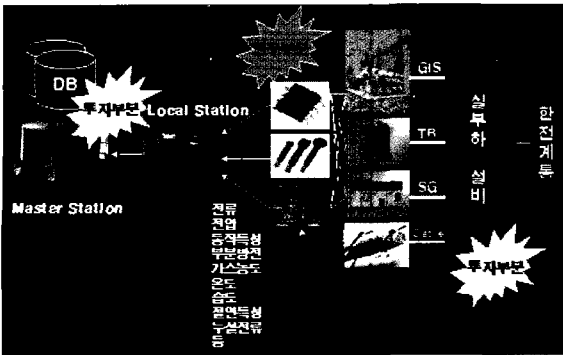 DB
투자부분
Local Station
Master Station
전류
전압
동작특성
부분방전
가스농도
온도
습도
절연특성
누설전류
등
GIS
TR
SG
실부하 설비
한전계통
투자부분